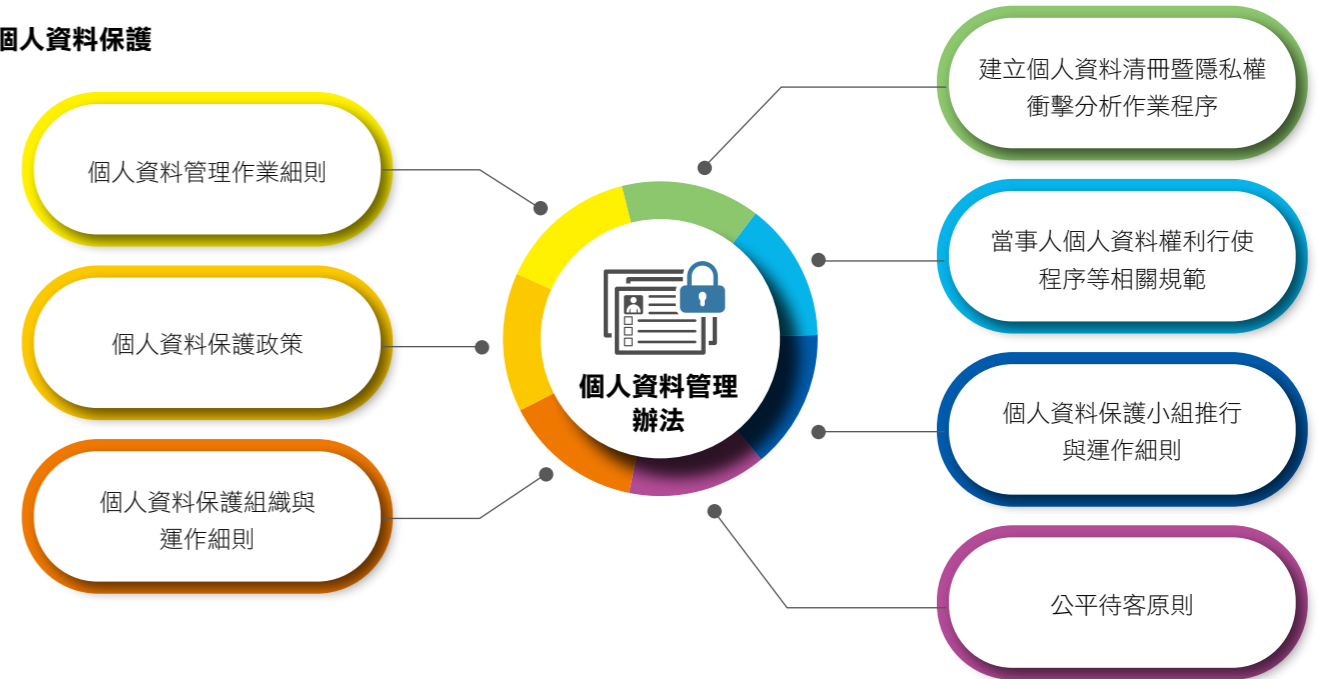 個人資料保護
個人資料管理作業細則
個人資料保護政策
個人資料保護組織與
運作細則
個人資料管理
辦法
建立個人資料清冊暨隱私權
衝擊分析作業程序
當事人個人資料權利行使
程序等相關規範
個人資料保護小組推行
與運作細則
公平待客原則